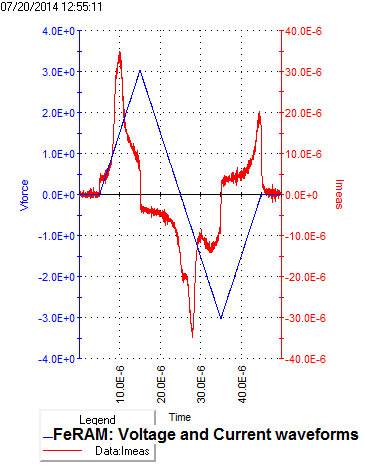 07/20/2014 12:55:11
4.0E+0
3.0E+0
2.0E+0
1.0E+0
0.0E+0
-1.0E+0
-2.0E+0
-3.0E+0
-4.0E+0
Vforce
40.0E-6
30.0E-6
20.0E-6
10.0E-6
0.0E+0
-10.0E-6
-20.0E-6
-30.0E-6
-40.0E-6
Imeas
10.0E-6
20.0E-6
30.0E-6
40.0E-6
Time
Legend
FeRAM: Voltage and Current waveforms
Data:Imeas